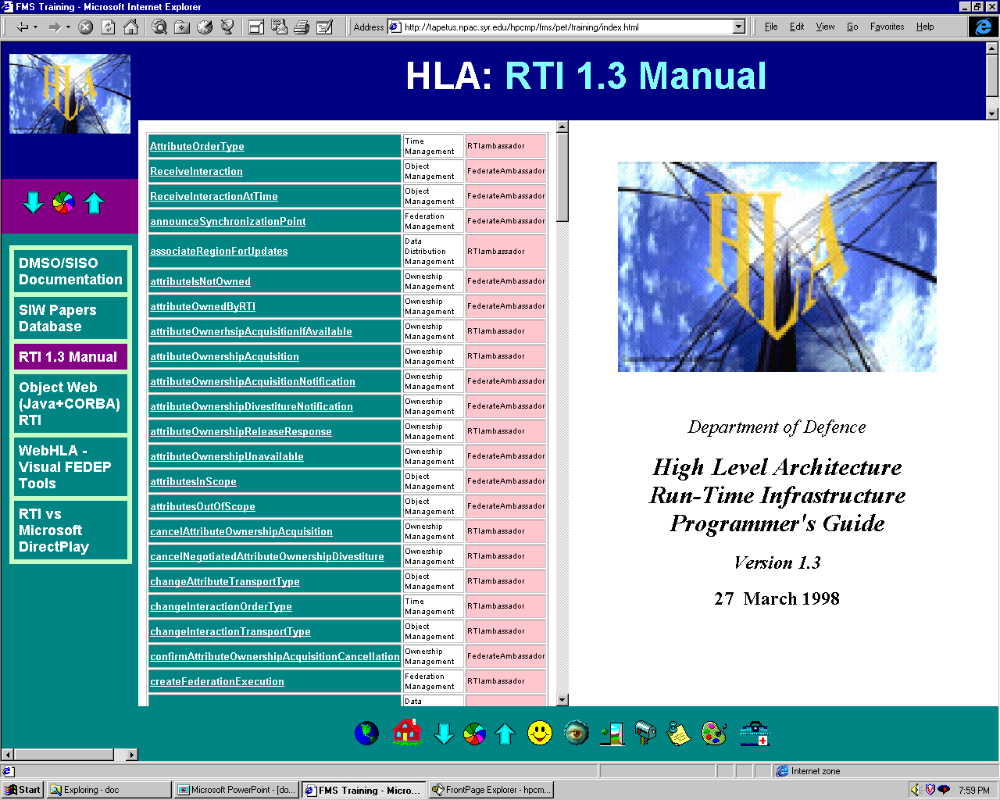 FMS Training - Microsoft Internet Explorer
Address http://tapetus.npac.syr.edu/hpcmp/fms/pet/training/index.html File Edit View Go Favorites Help
HLA
HLA: RTI 1.3 Manual
DMSO/SISO
Documentation
SIW Papers
Database
RTI 1.3 Manual
Object Web
(Java+CORBA)
RTI
WebHLA -
Visual FEDEP
Tools
RTI vs
Microsoft
DirectPlay
AttributeOrderType Time Management RTIambassador
ReceiveInteraction Object Management FederateAmbassador
ReceiveInteractionAtTime Object Management FederateAmbassador
announceSynchronizationPoint Federation Management FederateAmbassador
associateRegionForUpdates Data Distribution Management RTIambassador
attributeIsNotOwned Ownership Management FederateAmbassador
attributeOwnedByRTI Ownership Management FederateAmbassador
attributeOwnerhsipAcquisitionIfAvailable Ownership Management RTIambassador
attributeOwnershipAcquisition Ownership Management RTIambassador
attributeOwnershipAcquisitionNotification Ownership Management FederateAmbassador
attributeOwnershipDivestitureNotification Ownership Management FederateAmbassador
attributeOwnershipReleaseResponse Ownership Management RTIambassador
attributeOwnershipUnavailable Ownership Management FederateAmbassador
attributesInScope Object Management FederateAmbassador
attributesOutOfScope Object Management FederateAmbassador
cancelAttributeOwnershipAcquisition Ownership Management RTIambassador
cancelNegotiatedAttributeOwnershipDivestiture Ownership Management RTIambassador
changeAttributeTransportType Object Management RTIambassador
changeInteractionOrderType Time Management RTIambassador
changeInteractionTransportType Object Management RTIambassador
confirmAttributeOwnershipAcquisitionCancellation Ownership Management FederateAmbassador
createFederationExecution Federation Management RTIambassador
Data
HLA
Department of Defence
High Level Architecture
Run-Time Infrastructure
Programmer's Guide
Version 1.3
27 March 1998
Internet zone
Start Exploring - doc Microsoft PowerPoint - [do... FMS Training - Micro... FrontPage Explorer - hpcm... 7:59 PM